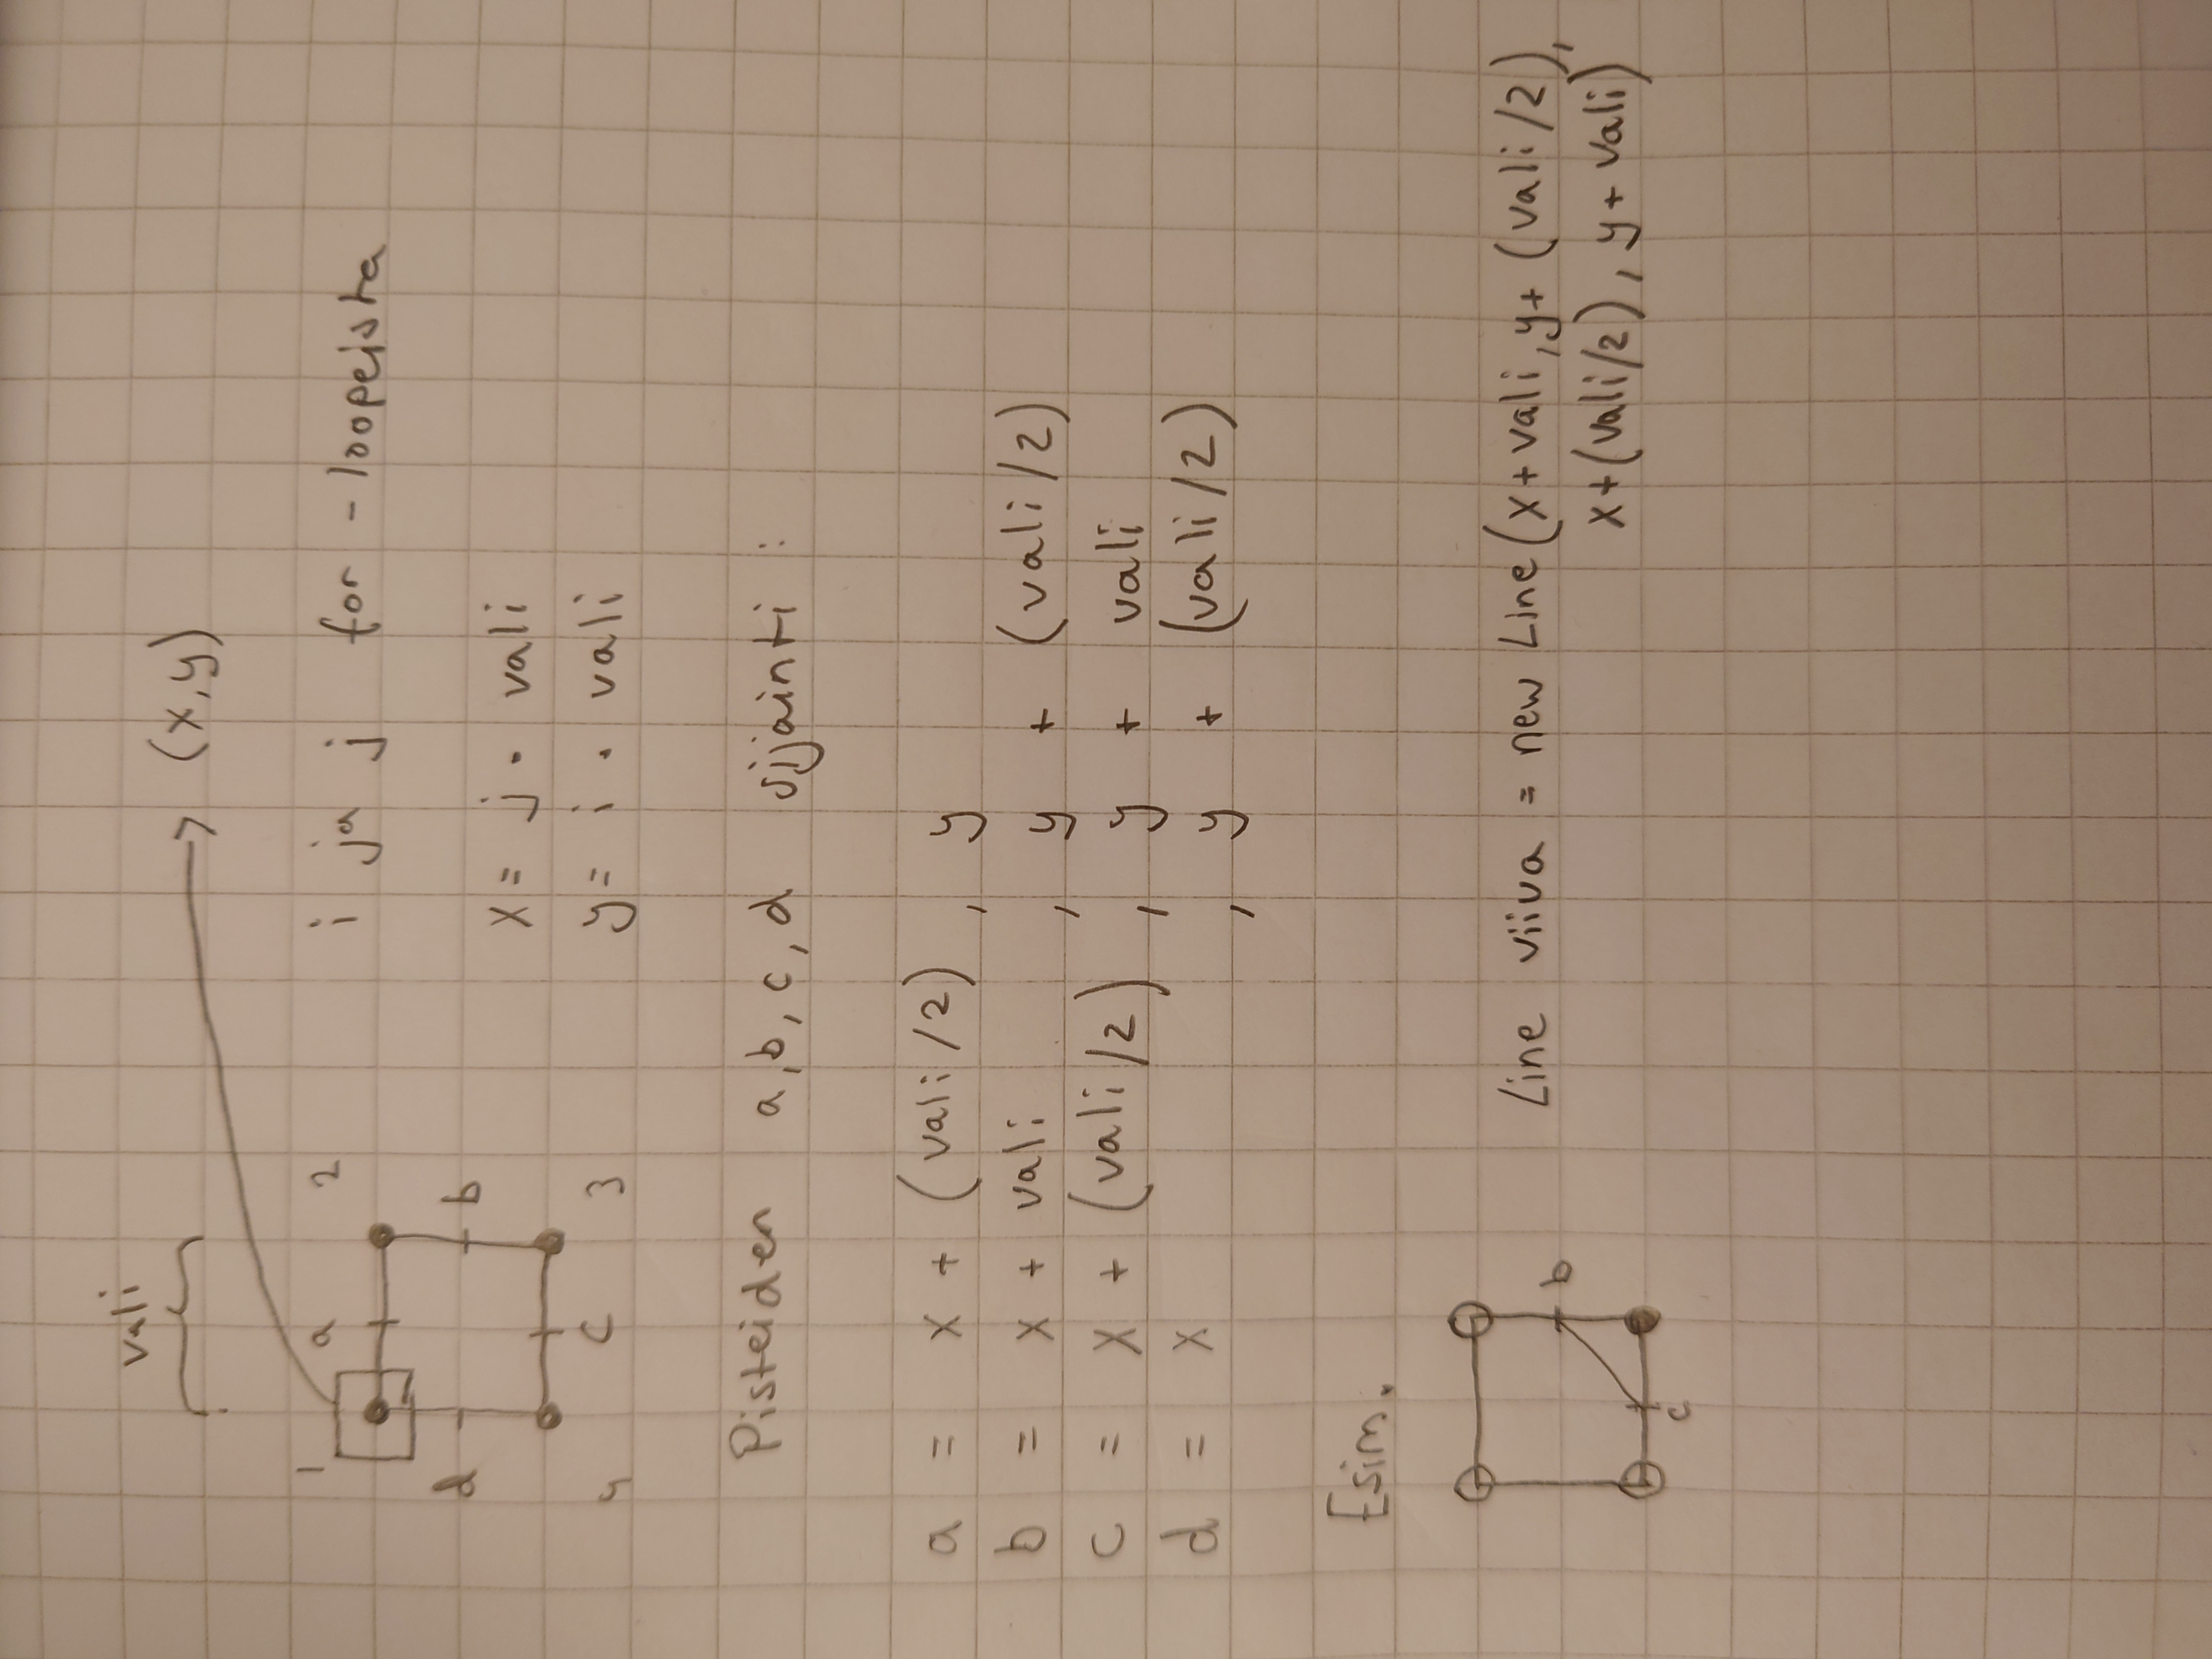 vali
(x,y)
1 a 2
i ja j for - loopeista
d b
x = j · vali
4 c 3
y = i · vali
Pisteiden a,b,c,d sijainti :
a = x + (vali/2) , y
b = x + vali , y + (vali/2)
c = x + (vali/2) , y + vali
d = x , y + (vali/2)
Esim.
b
c
Line viiva = new Line(x+vali,y+ (vali/2),
x+(vali/2), y+ vali)